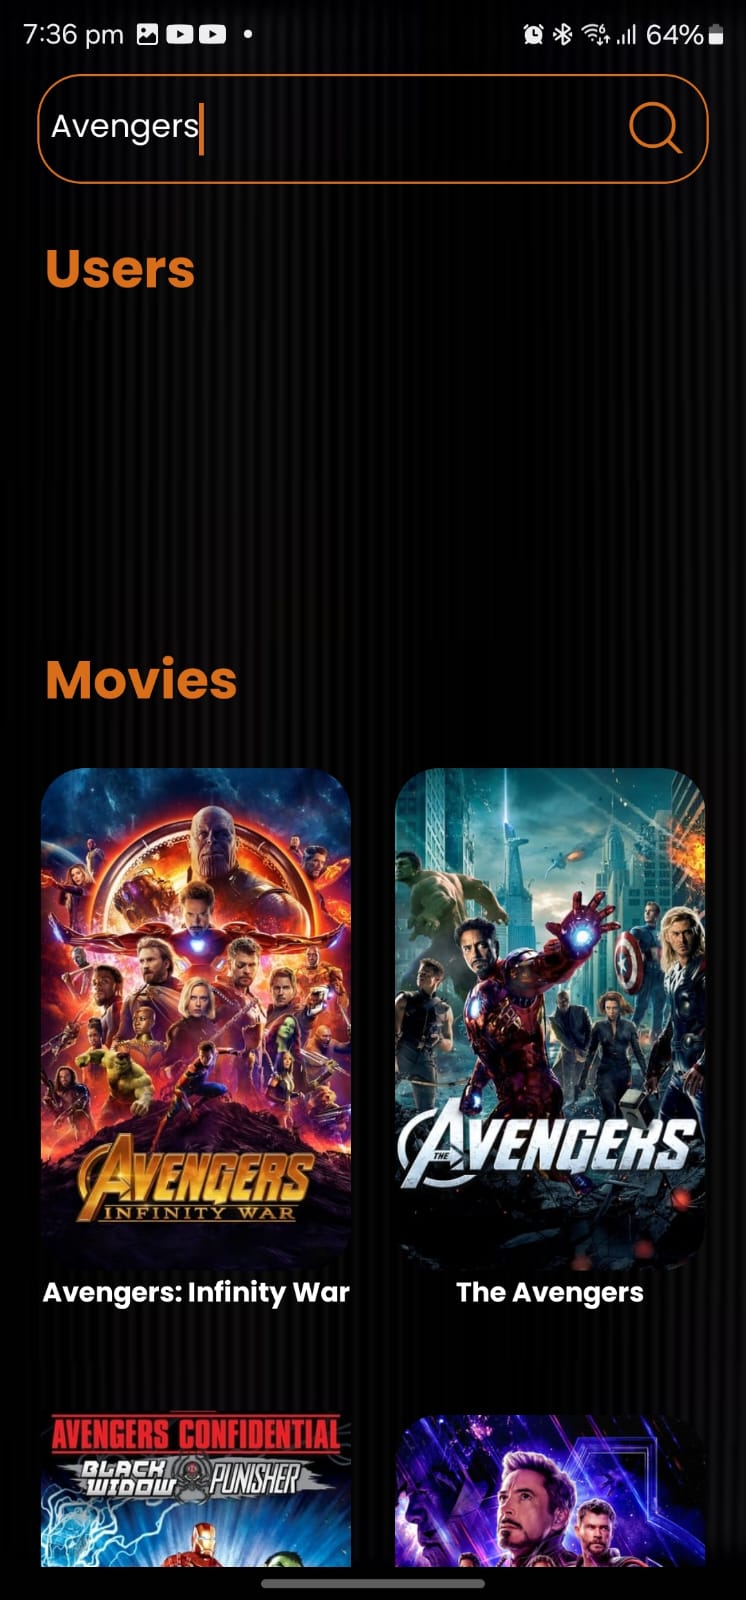 7:36 pm
64%
Avengers
Users
Movies
AVENGERS
INFINITY WAR
THE AVENGERS
Avengers: Infinity War
The Avengers
AVENGERS CONFIDENTIAL
BLACK WIDOW PUNISHER